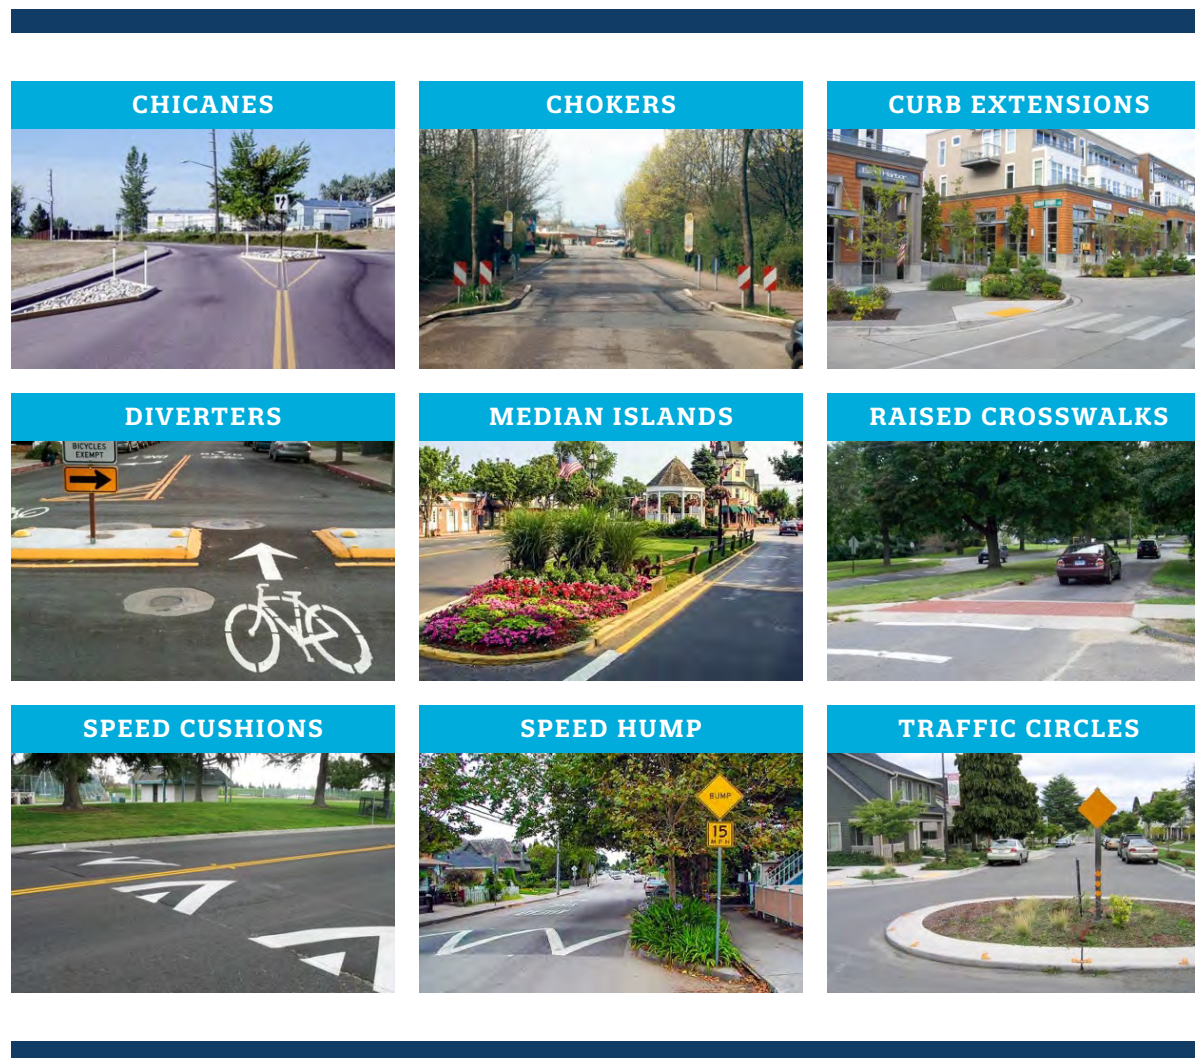 CHICANES
CHOKERS
CURB EXTENSIONS
DIVERTERS
BICYCLES
EXEMPT
MEDIAN ISLANDS
RAISED CROSSWALKS
SPEED CUSHIONS
SPEED HUMP
BUMP
15
MPH
TRAFFIC CIRCLES